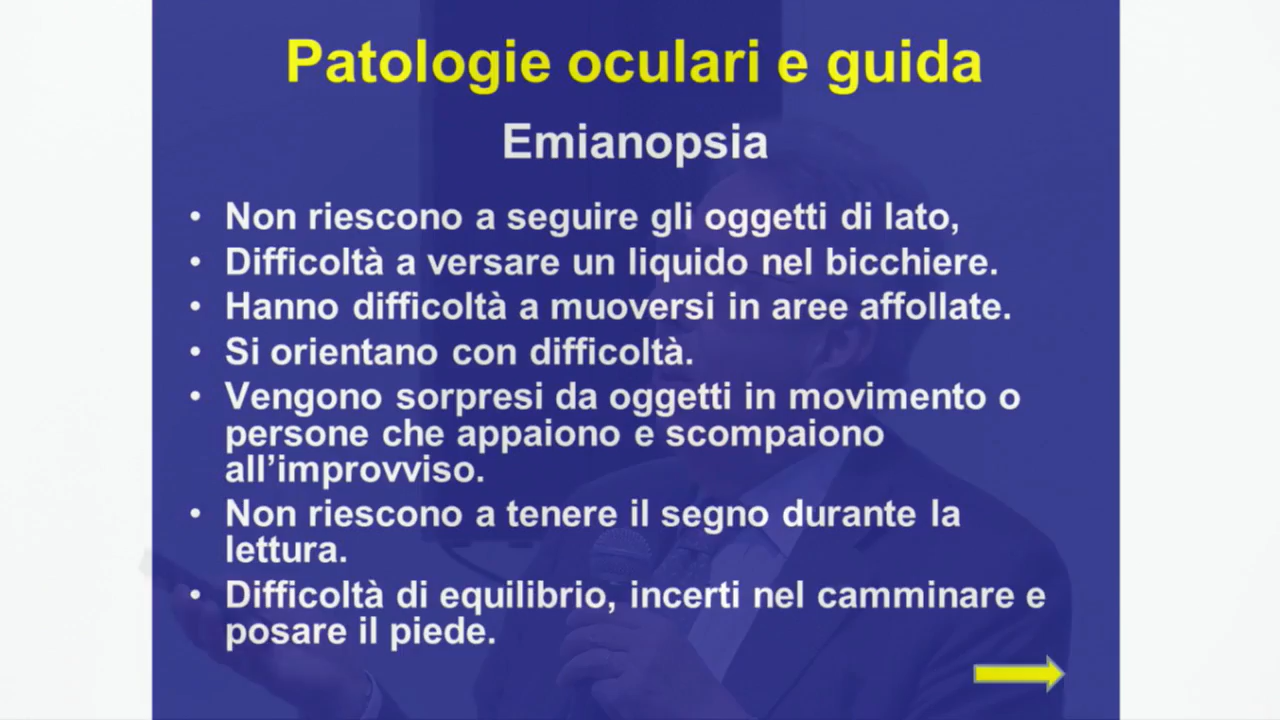 Patologie oculari e guida
Emianopsia
• Non riescono a seguire gli oggetti di lato,
• Difficoltà a versare un liquido nel bicchiere.
• Hanno difficoltà a muoversi in aree affollate.
• Si orientano con difficoltà.
• Vengono sorpresi da oggetti in movimento o
persone che appaiono e scompaiono
all’improvviso.
• Non riescono a tenere il segno durante la
lettura.
• Difficoltà di equilibrio, incerti nel camminare e
posare il piede.